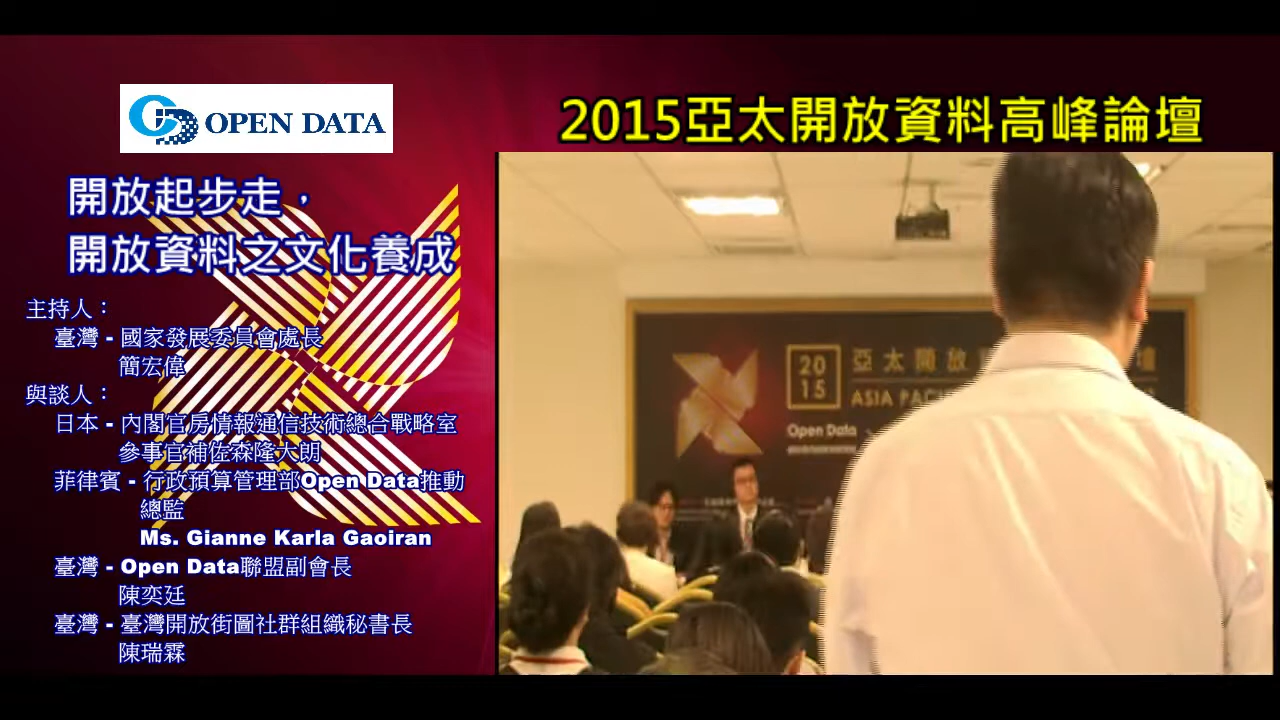 OPEN DATA
2015亞太開放資料高峰論壇
開放起步走，
開放資料之文化養成
主持人：
臺灣 - 國家發展委員會處長
簡宏偉
與談人：
日本 - 內閣官房情報通信技術總合戰略室
參事官補佐森隆大朗
菲律賓 - 行政預算管理部Open Data推動
總監
Ms. Gianne Karla Gaoiran
臺灣 - Open Data聯盟副會長
陳奕廷
臺灣 - 臺灣開放街圖社群組織秘書長
陳瑞霖
20
15
亞太開放
壇
ASIA PAC
Open Data